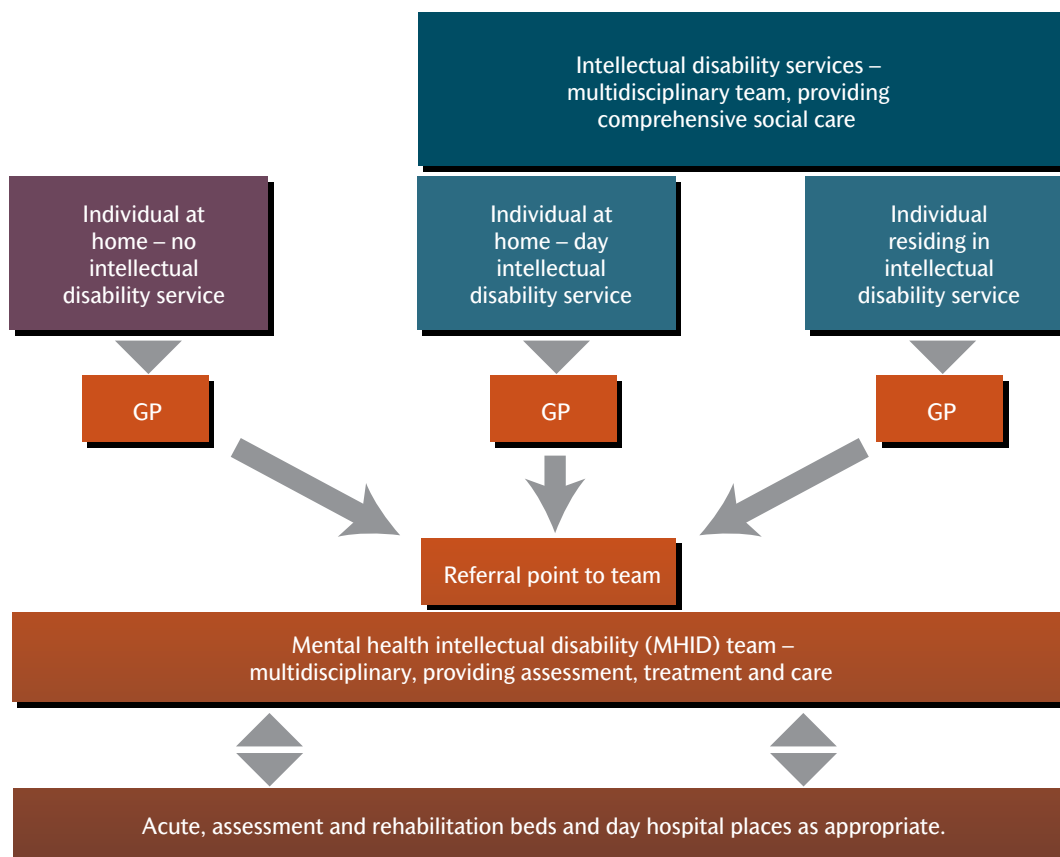 Intellectual disability services –
multidisciplinary team, providing
comprehensive social care
Individual at
home – no
intellectual
disability service
Individual at
home – day
intellectual
disability service
Individual
residing in
intellectual
disability service
GP
GP
GP
Referral point to team
Mental health intellectual disability (MHID) team –
multidisciplinary, providing assessment, treatment and care
Acute, assessment and rehabilitation beds and day hospital places as appropriate.